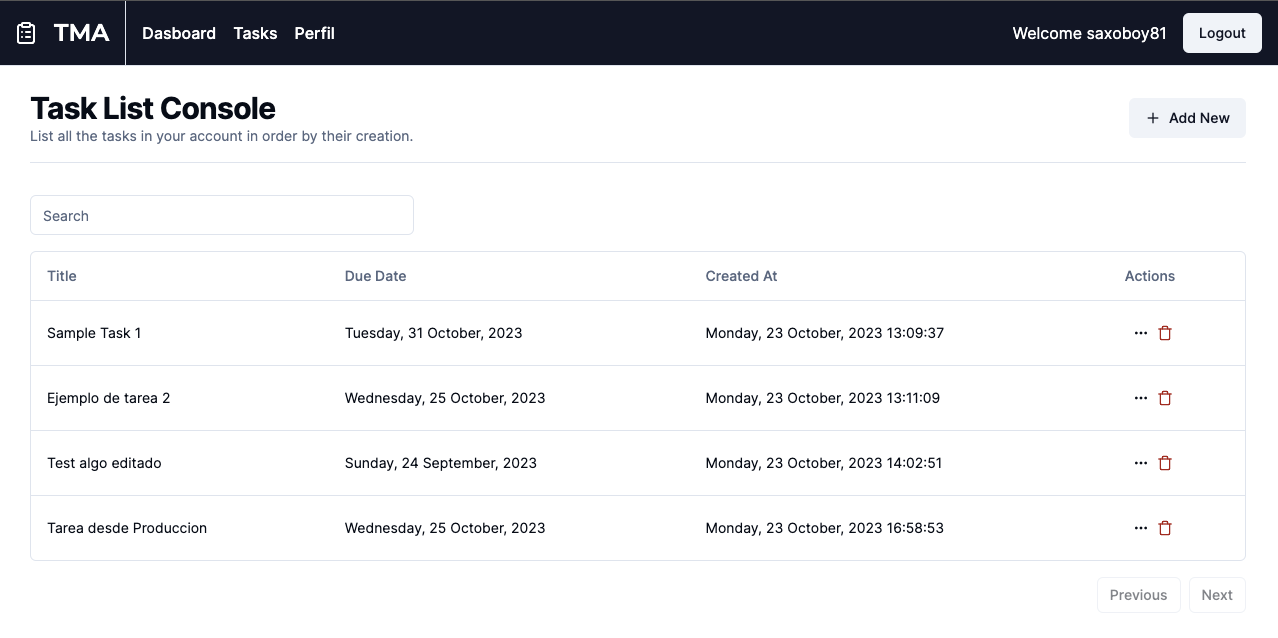 TMA Dasboard Tasks Perfil Welcome saxoboy81 Logout
Task List Console
List all the tasks in your account in order by their creation.
+ Add New
Search
Title Due Date Created At Actions
Sample Task 1 Tuesday, 31 October, 2023 Monday, 23 October, 2023 13:09:37
Ejemplo de tarea 2 Wednesday, 25 October, 2023 Monday, 23 October, 2023 13:11:09
Test algo editado Sunday, 24 September, 2023 Monday, 23 October, 2023 14:02:51
Tarea desde Produccion Wednesday, 25 October, 2023 Monday, 23 October, 2023 16:58:53
Previous Next